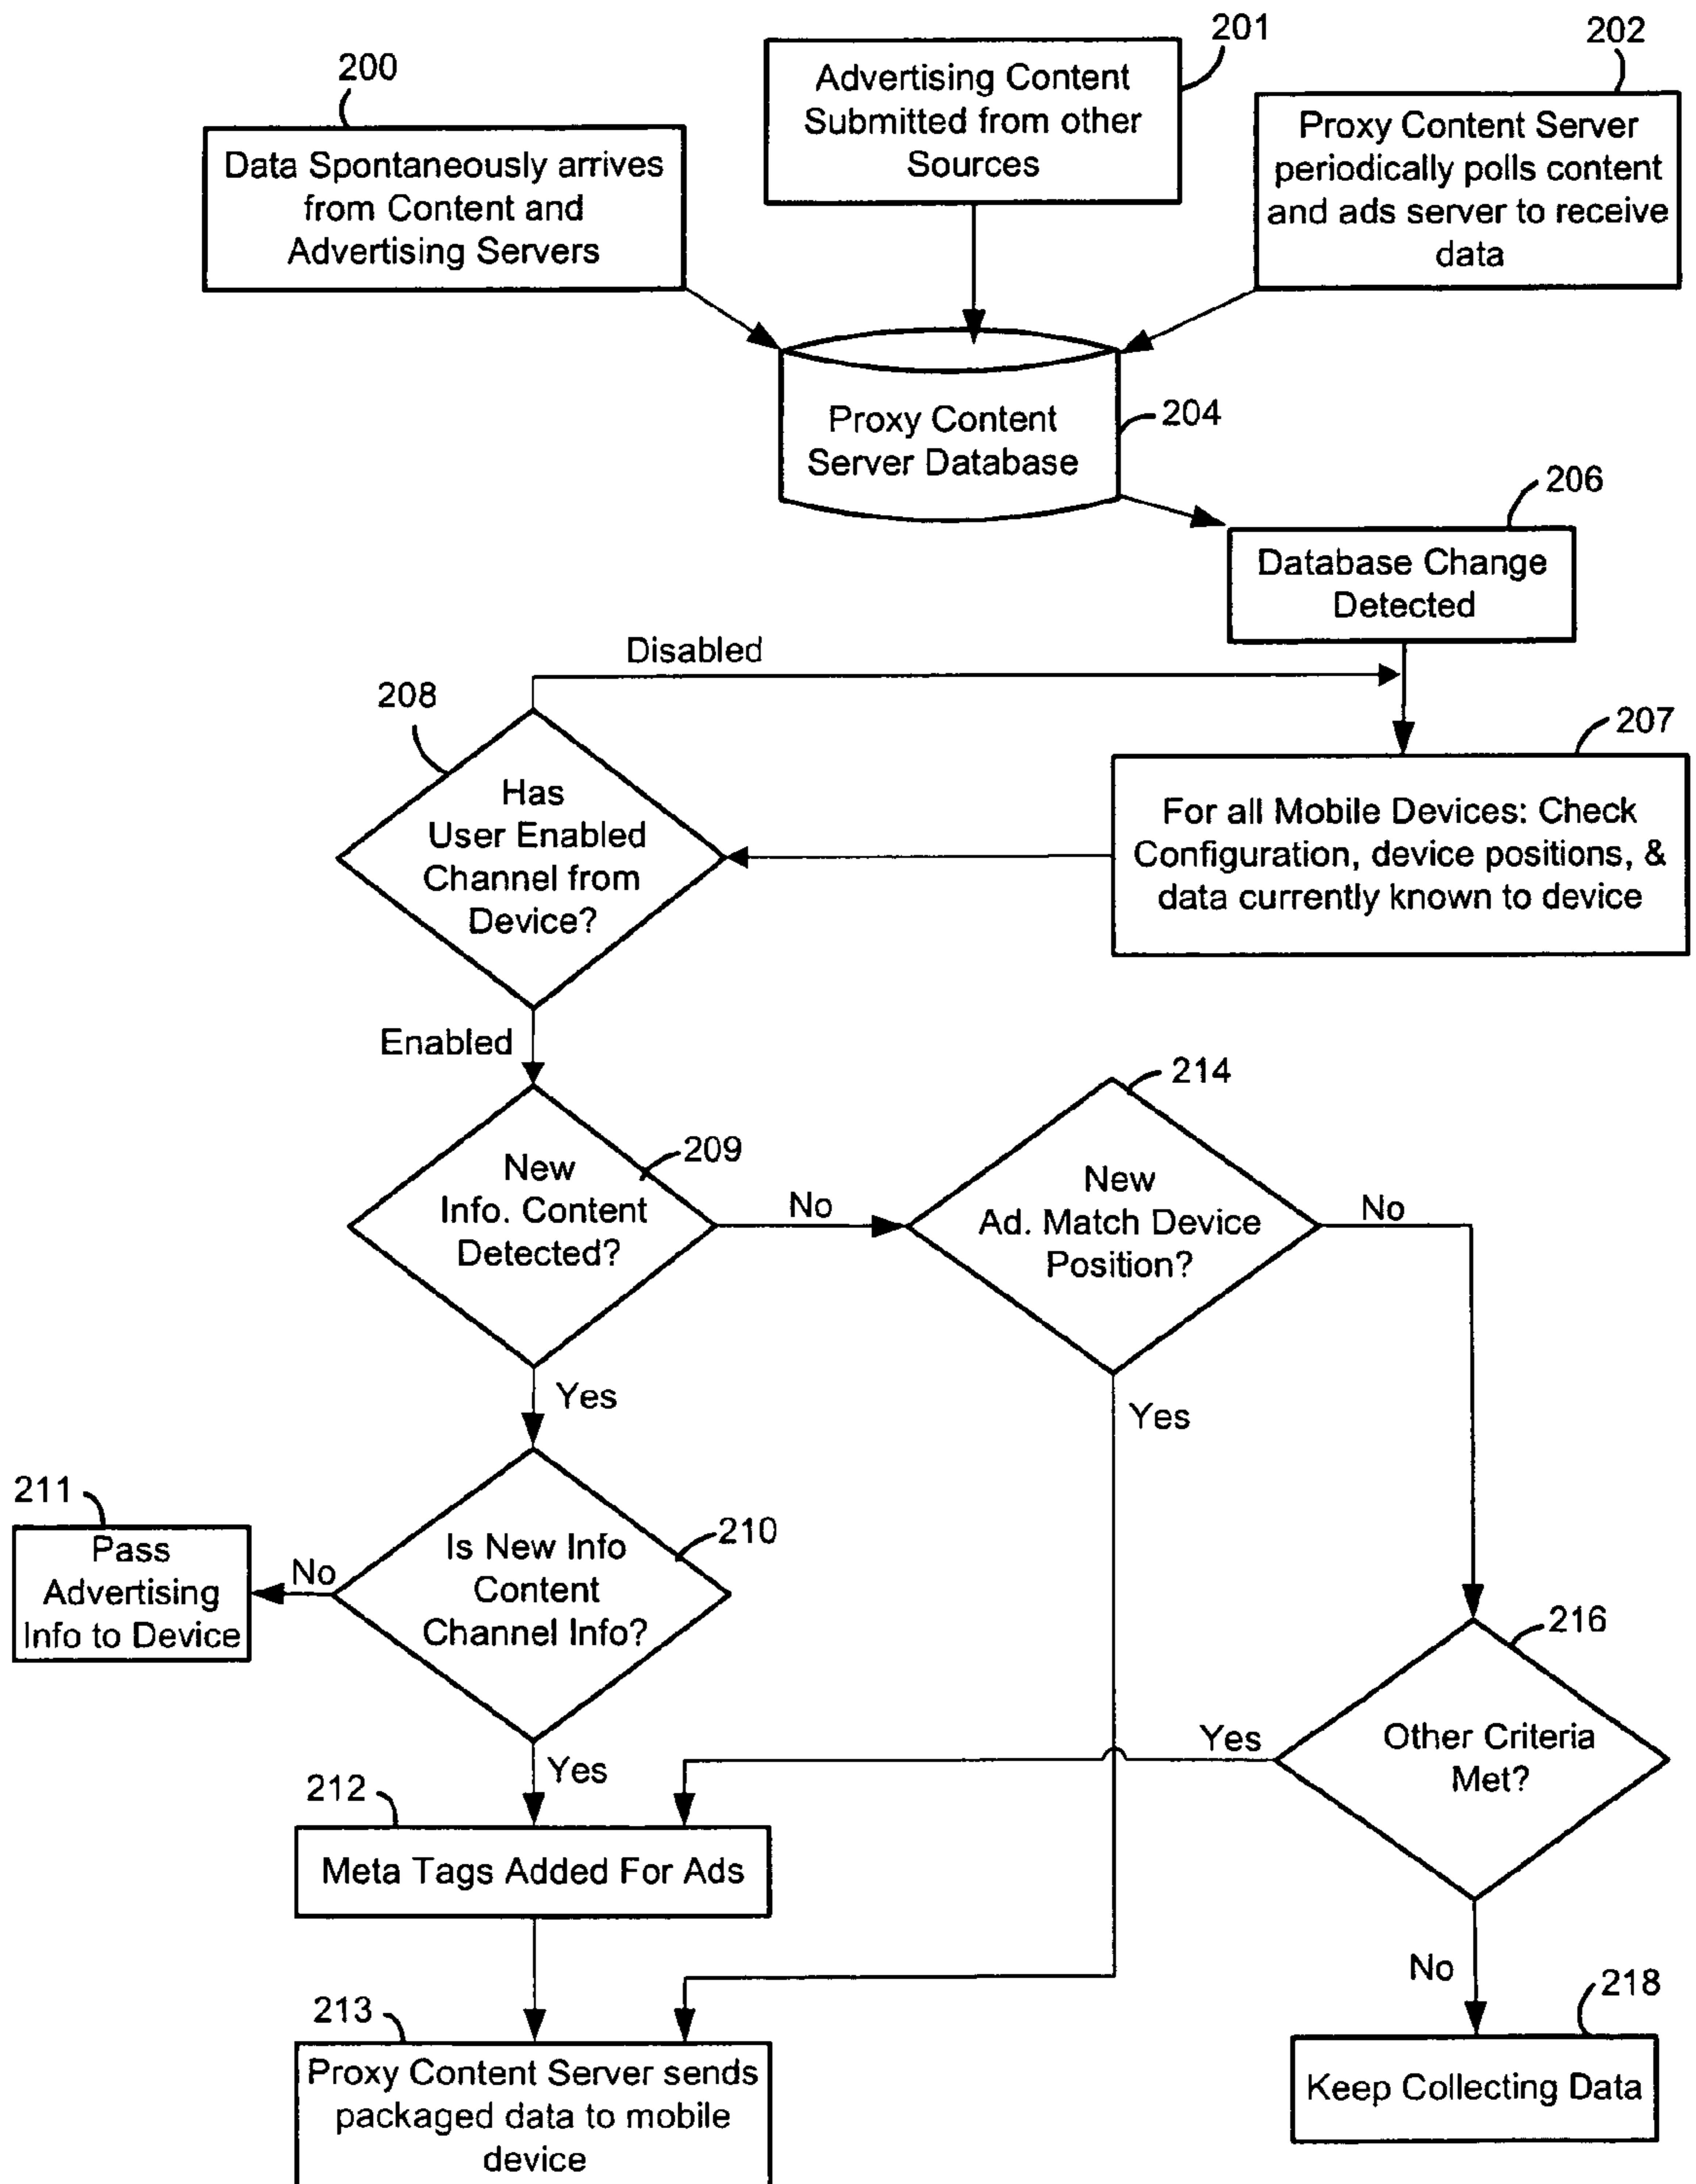 200
Data Spontaneously arrives
from Content and
Advertising Servers
201
Advertising Content
Submitted from other
Sources
202
Proxy Content Server
periodically polls content
and ads server to receive
data
Proxy Content
Server Database
204
206
Database Change
Detected
Disabled
207
For all Mobile Devices: Check
Configuration, device positions, &
data currently known to device
208
Has
User Enabled
Channel from
Device?
Enabled
209
New
Info. Content
Detected?
No
214
New
Ad. Match Device
Position?
No
Yes
Yes
210
Is New Info
Content
Channel Info?
No
211
Pass
Advertising
Info to Device
Yes
216
Other Criteria
Met?
Yes
212
Meta Tags Added For Ads
No
213
Proxy Content Server sends
packaged data to mobile
device
218
Keep Collecting Data